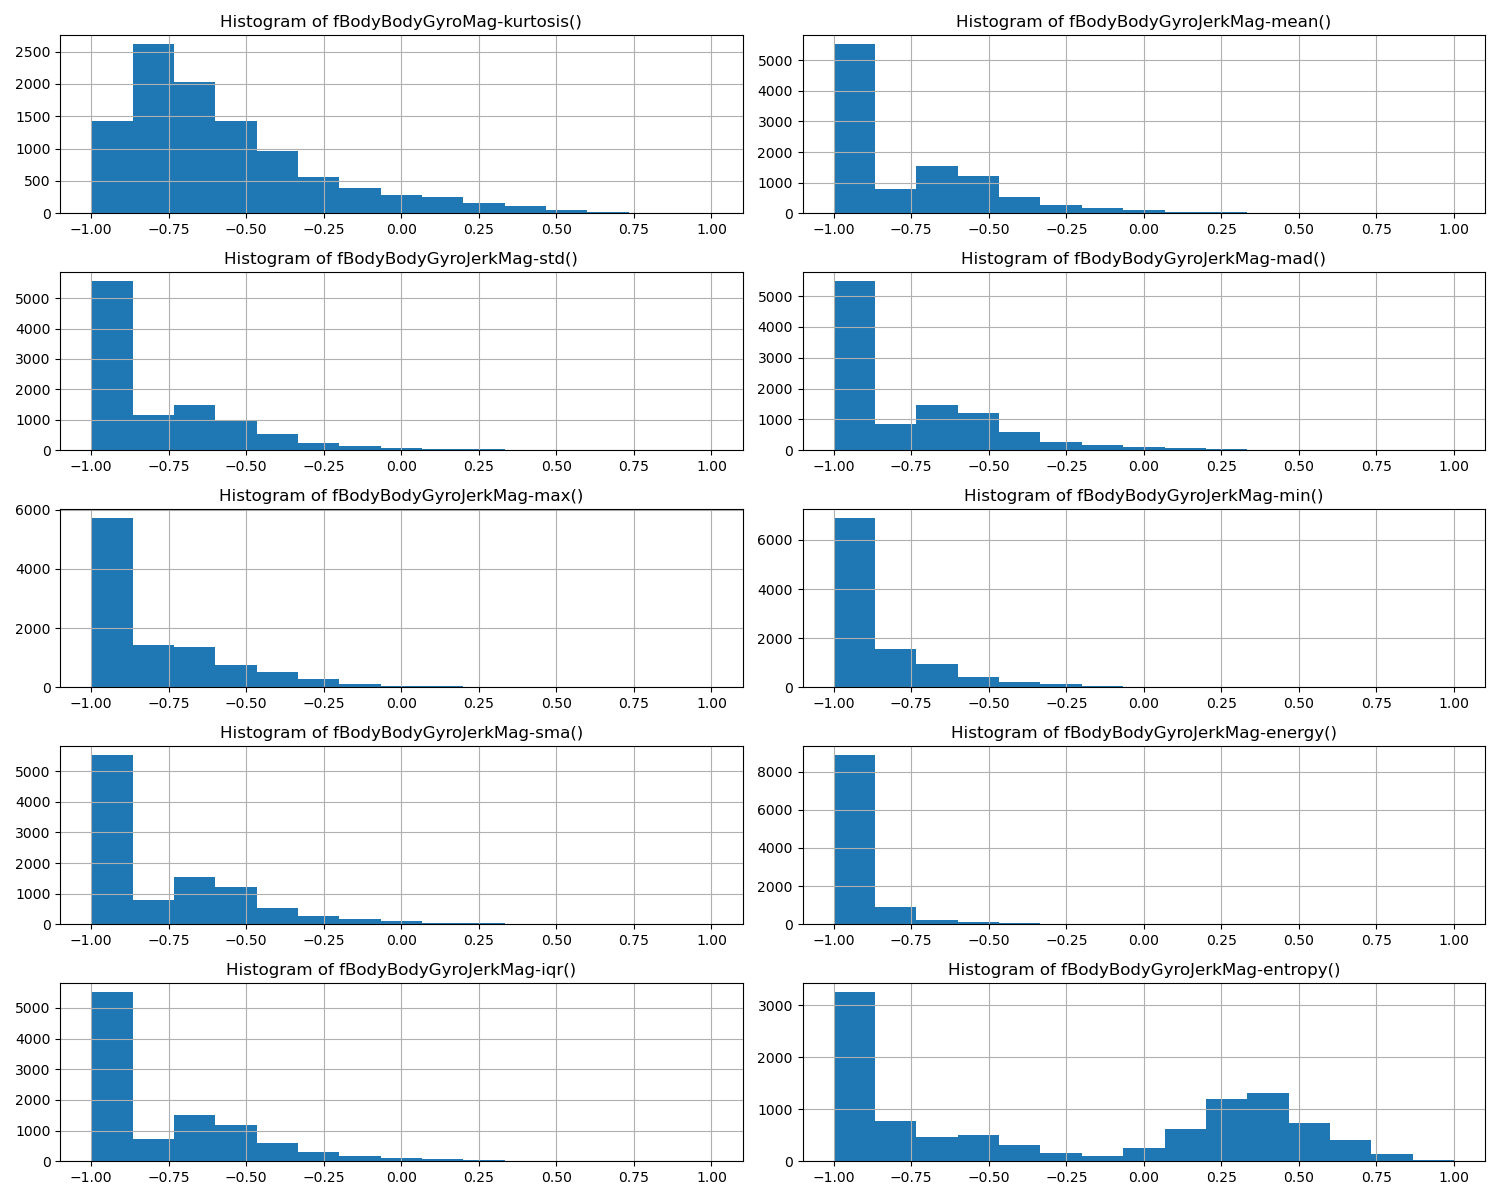 Histogram of fBodyBodyGyroMag-kurtosis()
2500
2000
1500
1000
500
0
−1.00 −0.75 −0.50 −0.25 0.00 0.25 0.50 0.75 1.00
Histogram of fBodyBodyGyroJerkMag-mean()
5000
4000
3000
2000
1000
0
−1.00 −0.75 −0.50 −0.25 0.00 0.25 0.50 0.75 1.00
Histogram of fBodyBodyGyroJerkMag-std()
5000
4000
3000
2000
1000
0
−1.00 −0.75 −0.50 −0.25 0.00 0.25 0.50 0.75 1.00
Histogram of fBodyBodyGyroJerkMag-mad()
5000
4000
3000
2000
1000
0
−1.00 −0.75 −0.50 −0.25 0.00 0.25 0.50 0.75 1.00
Histogram of fBodyBodyGyroJerkMag-max()
6000
4000
2000
0
−1.00 −0.75 −0.50 −0.25 0.00 0.25 0.50 0.75 1.00
Histogram of fBodyBodyGyroJerkMag-min()
6000
4000
2000
0
−1.00 −0.75 −0.50 −0.25 0.00 0.25 0.50 0.75 1.00
Histogram of fBodyBodyGyroJerkMag-sma()
5000
4000
3000
2000
1000
0
−1.00 −0.75 −0.50 −0.25 0.00 0.25 0.50 0.75 1.00
Histogram of fBodyBodyGyroJerkMag-energy()
8000
6000
4000
2000
0
−1.00 −0.75 −0.50 −0.25 0.00 0.25 0.50 0.75 1.00
Histogram of fBodyBodyGyroJerkMag-iqr()
5000
4000
3000
2000
1000
0
−1.00 −0.75 −0.50 −0.25 0.00 0.25 0.50 0.75 1.00
Histogram of fBodyBodyGyroJerkMag-entropy()
3000
2000
1000
0
−1.00 −0.75 −0.50 −0.25 0.00 0.25 0.50 0.75 1.00